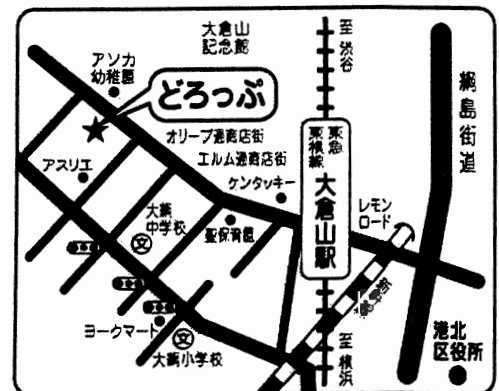 大倉山
記念館
至
渋谷
アソカ
幼稚園
どろっぷ
綱島街道
オリーブ通商店街
エルム通商店街
東急
東横線
大倉山駅
アスリエ
ケンタッキー
レモン
ロード
大綱
中学校
文
聖保育園
ヨークマート
文
大綱小学校
至
横浜
港北
区役所